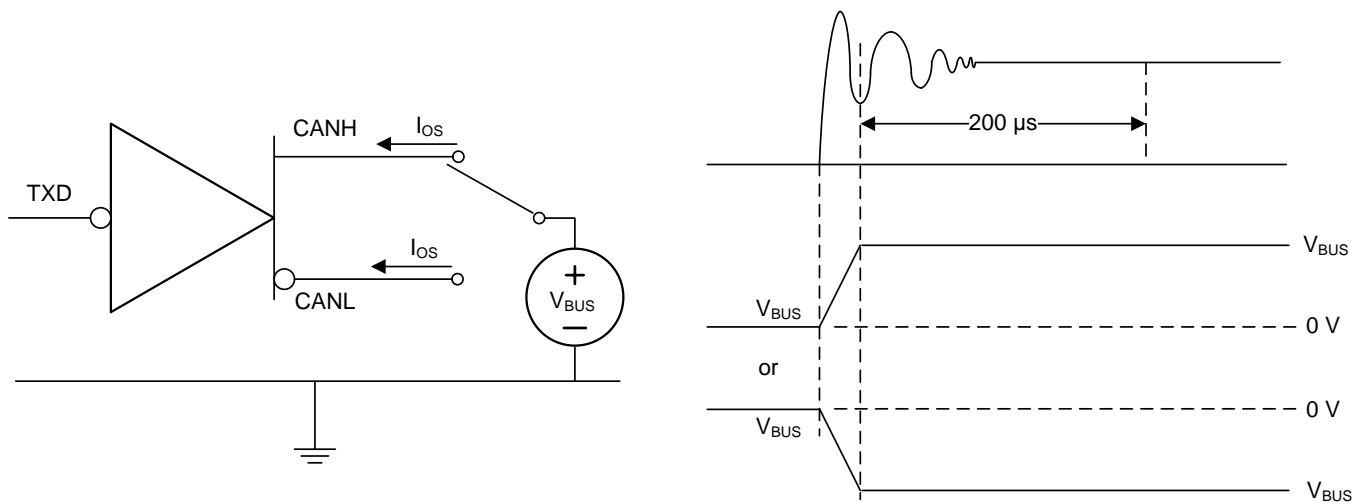 CANH
I_OS
TXD
I_OS
CANL
+
V_BUS
−
200 µs
V_BUS
V_BUS
0 V
or
0 V
V_BUS
V_BUS